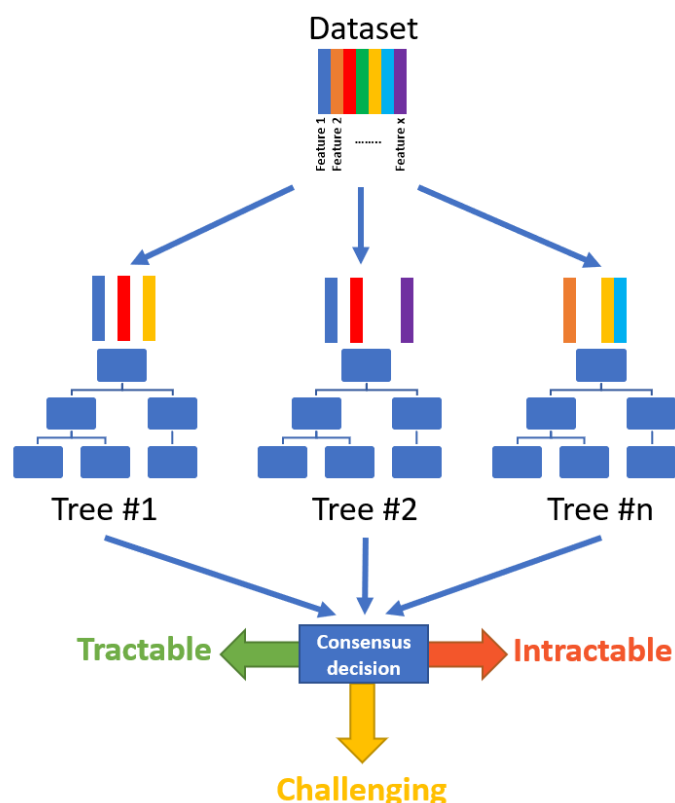 Dataset
Feature 1
Feature 2
........
Feature x
Tree #1
Tree #2
Tree #n
Consensus
decision
Tractable
Intractable
Challenging